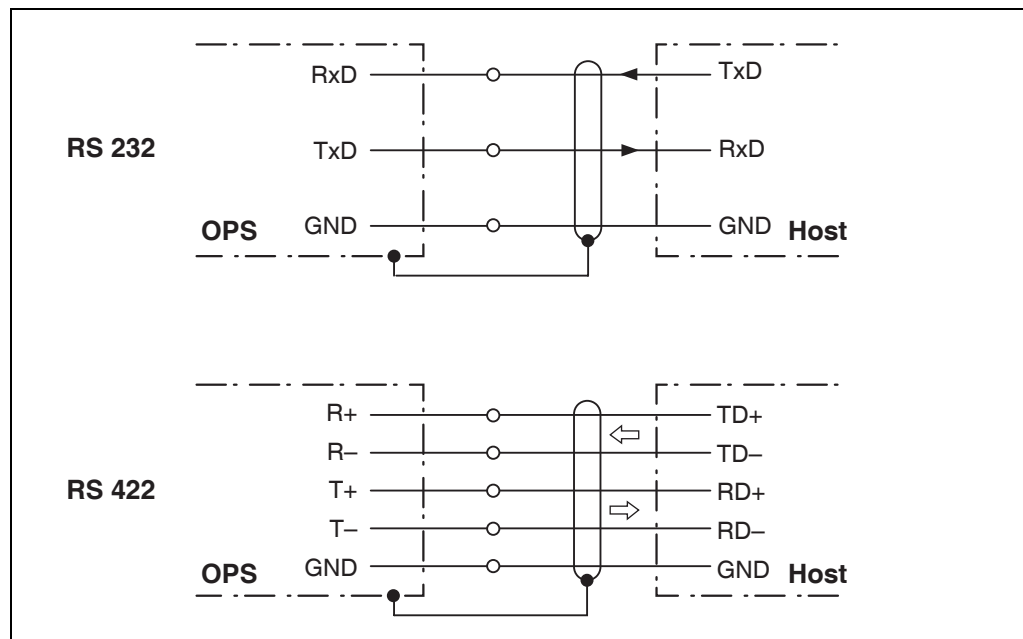 RxD TxD
RS 232 TxD RxD
OPS GND GND Host
R+ TD+
R– TD–
RS 422 T+ RD+
T– RD–
OPS GND GND Host